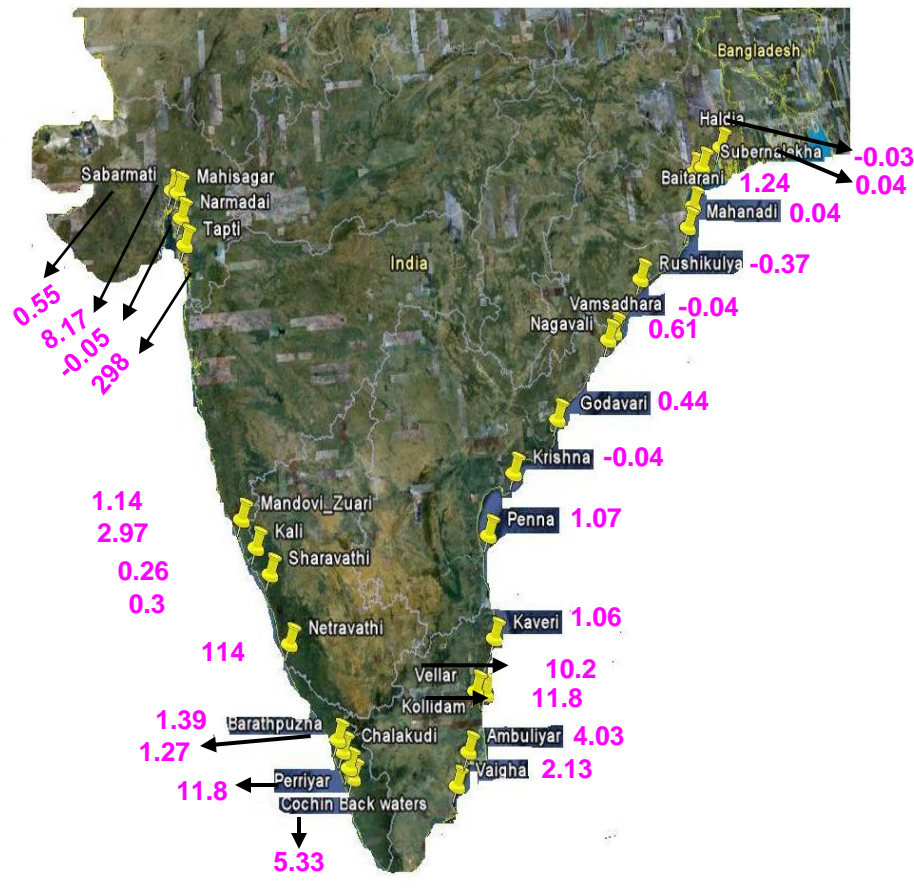 Bangladesh
Haldia
-0.03
Subernalekha
0.04
Baitarani 1.24
Mahanadi 0.04
Sabarmati
Mahisagar
Narmadai
Tapti
0.55
8.17
-0.05
298
India
Rushikulya -0.37
Vamsadhara -0.04
Nagavali 0.61
Godavari 0.44
Krishna -0.04
Penna 1.07
1.14 Mandovi_Zuari
2.97 Kali
0.26 Sharavathi
0.3
114 Netravathi
Kaveri 1.06
Vellar 10.2
Kollidam 11.8
1.39 Barathpuzha
1.27 Chalakudi
Ambuliyar 4.03
Vaigha 2.13
11.8 Perriyar
Cochin Back waters
5.33